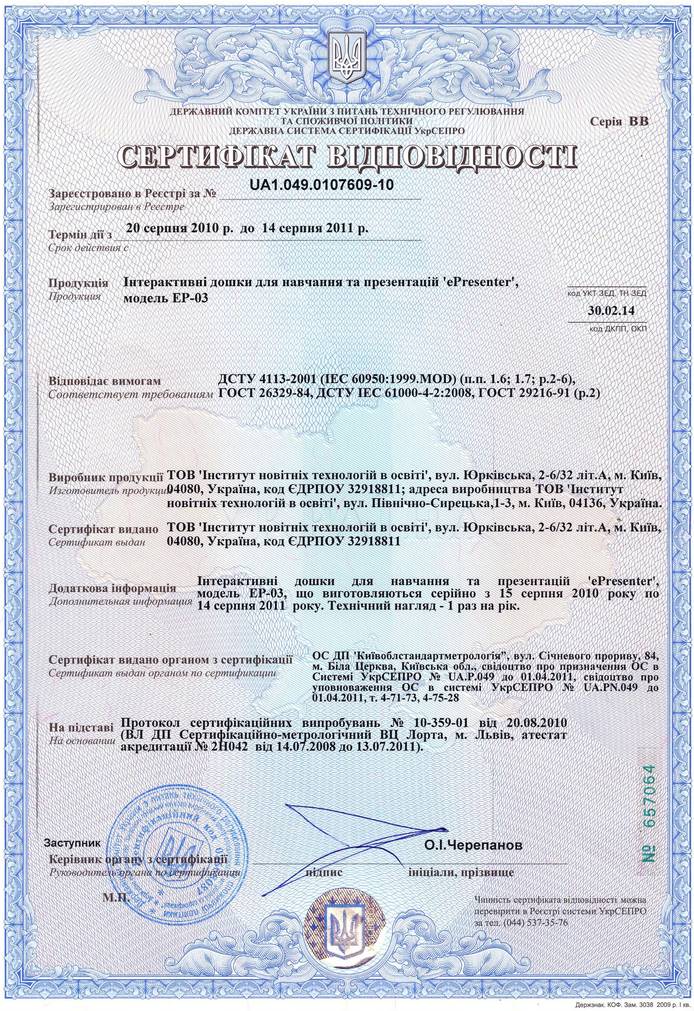 ДЕРЖАВНИЙ КОМІТЕТ УКРАЇНИ З ПИТАНЬ ТЕХНІЧНОГО РЕГУЛЮВАННЯ
ТА СПОЖИВЧОЇ ПОЛІТИКИ
ДЕРЖАВНА СИСТЕМА СЕРТИФІКАЦІЇ УкрСЕПРО
Серія ВВ
СЕРТИФІКАТ ВІДПОВІДНОСТІ
Зареєстровано в Реєстрі за № UA1.049.0107609-10
Зарегистрирован в Реестре
Термін дії з 20 серпня 2010 р. до 14 серпня 2011 р.
Срок действия с
Продукція Інтерактивні дошки для навчання та презентацій 'ePresenter',
Продукция модель EP-03
код УКТ ЗЕД, ТН ЗЕД
30.02.14
код ДКПП, ОКП
Відповідає вимогам ДСТУ 4113-2001 (IEC 60950:1999.MOD) (п.п. 1.6; 1.7; р.2-6),
Соответствует требованиям ГОСТ 26329-84, ДСТУ IEC 61000-4-2:2008, ГОСТ 29216-91 (р.2)
Виробник продукції ТОВ 'Інститут новітніх технологій в освіті', вул. Юрківська, 2-6/32 літ.А, м. Київ,
Изготовитель продукции 04080, Україна, код ЄДРПОУ 32918811; адреса виробництва ТОВ 'Інститут
новітніх технологій в освіті', вул. Північно-Сирецька,1-3, м. Київ, 04136, Україна.
Сертифікат видано ТОВ 'Інститут новітніх технологій в освіті', вул. Юрківська, 2-6/32 літ.А, м. Київ,
Сертификат выдан 04080, Україна, код ЄДРПОУ 32918811
Додаткова інформація Інтерактивні дошки для навчання та презентацій 'ePresenter',
Дополнительная информация модель EP-03, що виготовляються серійно з 15 серпня 2010 року по
14 серпня 2011 року. Технічний нагляд - 1 раз на рік.
Сертифікат видано органом з сертифікації ОС ДП "Київоблстандартметрологія", вул. Січневого прориву, 84,
Сертификат выдан органом по сертификации м. Біла Церква, Київська обл., свідоцтво про призначення ОС в
Системі УкрСЕПРО № UA.P.049 до 01.04.2011, свідоцтво про
уповноваження ОС в системі УкрСЕПРО № UA.PN.049 до
01.04.2011, т. 4-71-73, 4-75-28
На підставі Протокол сертифікаційних випробувань № 10-359-01 від 20.08.2010
На основании (ВЛ ДП Сертифікаційно-метрологічний ВЦ Лорта, м. Львів, атестат
акредитації № 2Н042 від 14.07.2008 до 13.07.2011).
№ 657064
Заступник О.І.Черепанов
Керівник органу з сертифікації
Руководитель органа по сертификации підпис ініціали, прізвище
М.П.
Чинність сертифіката відповідності можна
перевірити в Реєстрі системи УкрСЕПРО
за тел. (044) 537-35-76
Держзнак. КОФ. Зам. 3038 2009 р. I кв.